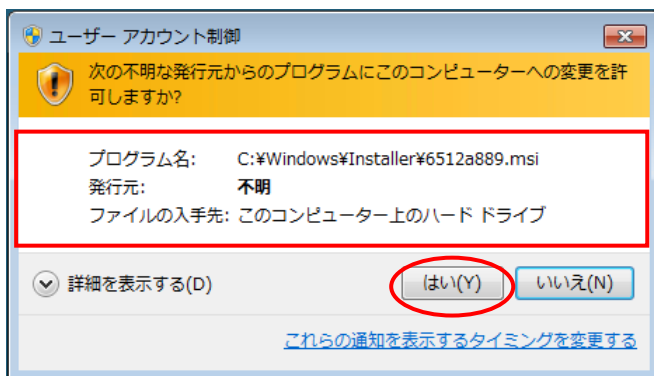 ユーザー アカウント制御
次の不明な発行元からのプログラムにこのコンピューターへの変更を許
可しますか?
プログラム名: C:¥Windows¥Installer¥6512a889.msi
発行元: 不明
ファイルの入手先: このコンピューター上のハード ドライブ
詳細を表示する(D) はい(Y) いいえ(N)
これらの通知を表示するタイミングを変更する